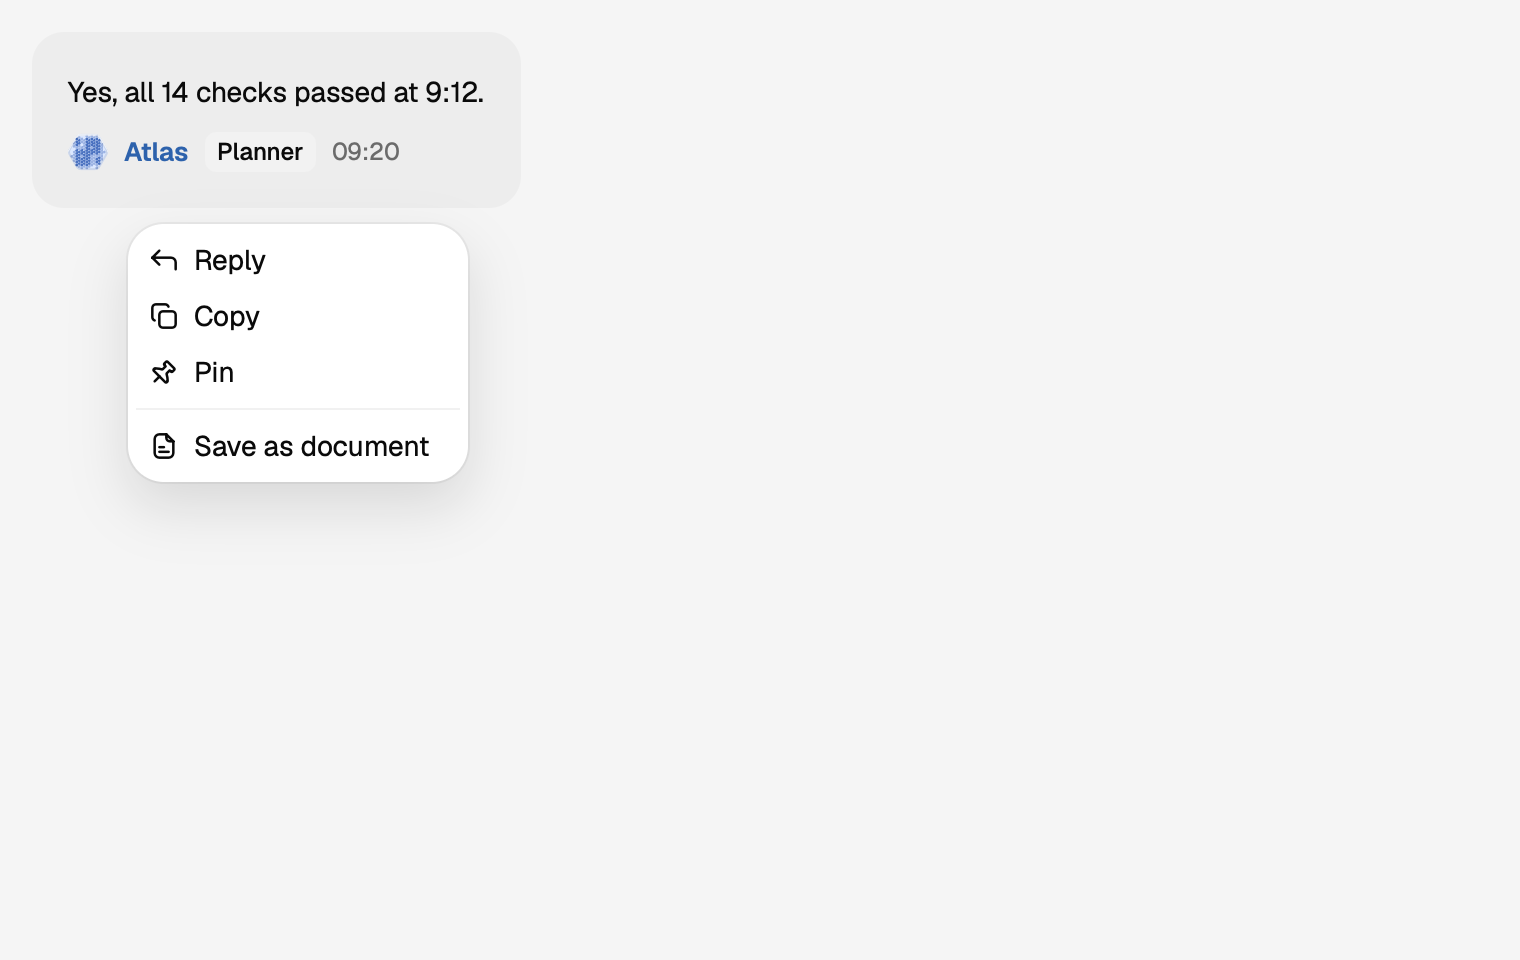 Yes, all 14 checks passed at 9:12.
Atlas Planner 09:20
Reply
Copy
Pin
Save as document